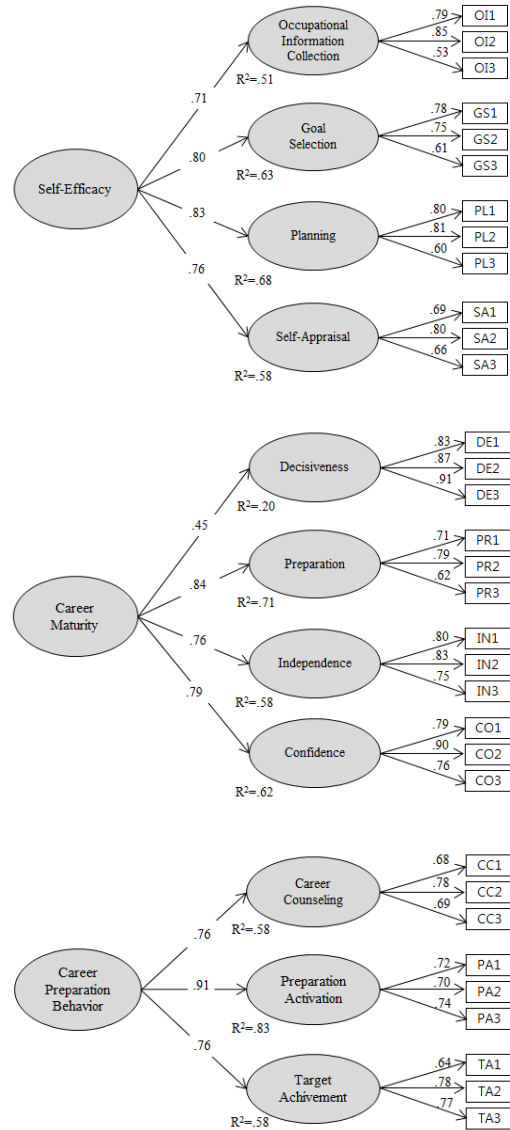 Occupational
Information
Collection
R²=.51
.79
.85
.53
OI1
OI2
OI3
.71
Goal
Selection
R²=.63
.78
.75
.61
GS1
GS2
GS3
.80
Self-Efficacy
.83
Planning
R²=.68
.80
.81
.60
PL1
PL2
PL3
.76
Self-Appraisal
R²=.58
.69
.80
.66
SA1
SA2
SA3
Decisiveness
R²=.20
.83
.87
.91
DE1
DE2
DE3
.45
Preparation
R²=.71
.71
.79
.62
PR1
PR2
PR3
.84
Career
Maturity
.76
Independence
R²=.58
.80
.83
.75
IN1
IN2
IN3
.79
Confidence
R²=.62
.79
.90
.76
CO1
CO2
CO3
Career
Counseling
R²=.58
.68
.78
.69
CC1
CC2
CC3
.76
Career
Preparation
Behavior
.91
Preparation
Activation
R²=.83
.72
.70
.74
PA1
PA2
PA3
.76
Target
Achivement
R²=.58
.64
.78
.77
TA1
TA2
TA3